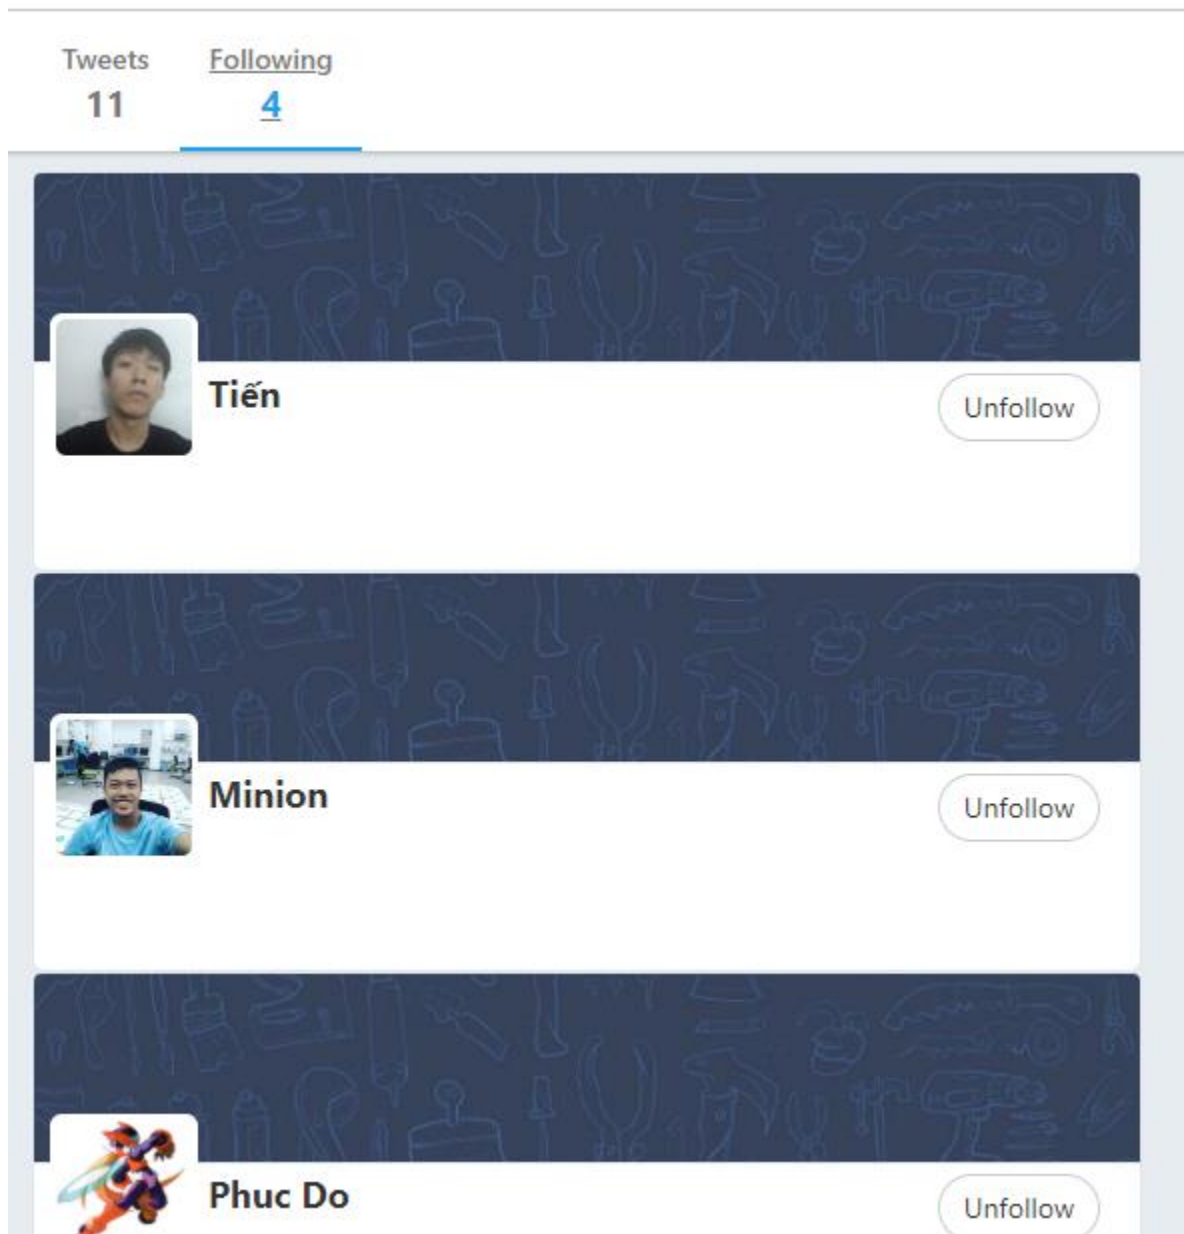 Tweets Following
11 4
Tiến Unfollow
Minion Unfollow
Phuc Do Unfollow